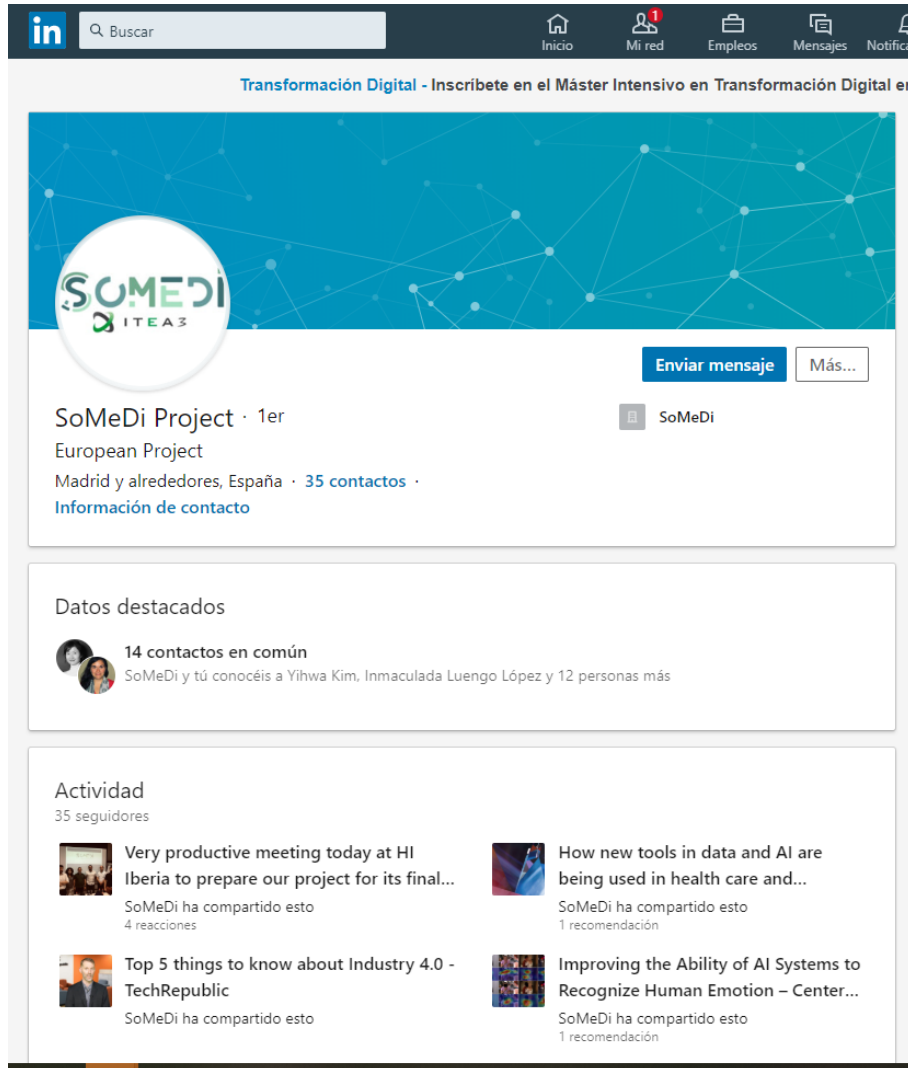 in
Buscar
Inicio
1
Mi red
Empleos
Mensajes
Transformación Digital - Inscríbete en el Máster Intensivo en Transformación Digital
SOMEDI
ITEA3
Enviar mensaje
Más...
SoMeDi Project · 1er
SoMeDi
European Project
Madrid y alrededores, España · 35 contactos ·
Información de contacto
Datos destacados
14 contactos en común
SoMeDi y tú conocéis a Yihwa Kim, Inmaculada Luengo López y 12 personas más
Actividad
35 seguidores
Very productive meeting today at HI
Iberia to prepare our project for its final...
SoMeDi ha compartido esto
4 reacciones
How new tools in data and AI are
being used in health care and...
SoMeDi ha compartido esto
1 recomendación
Top 5 things to know about Industry 4.0 -
TechRepublic
SoMeDi ha compartido esto
Improving the Ability of AI Systems to
Recognize Human Emotion – Center...
SoMeDi ha compartido esto
1 recomendación